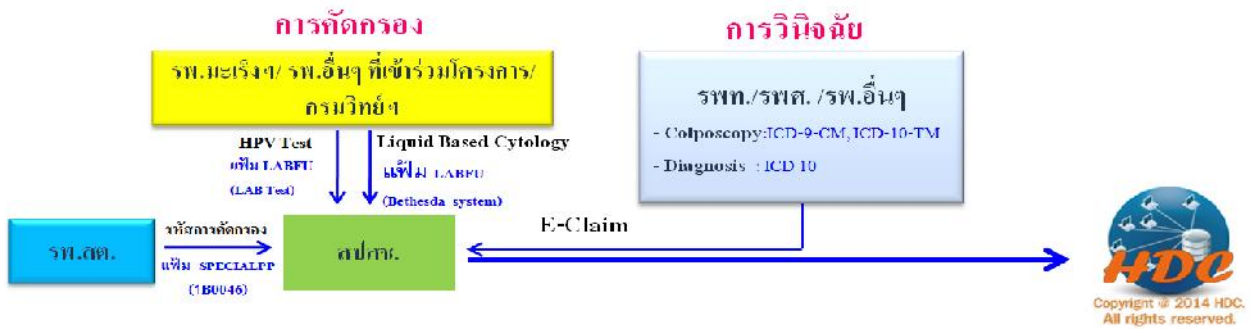 การคัดกรอง
การวินิจฉัย
รพ.มะเร็งฯ/ รพ.อื่นๆ ที่เข้าร่วมโครงการ/
กรมวิทย์ฯ
รพท./รพศ. /รพ.อื่นๆ
- Colposcopy:ICD-9-CM, ICD-10-TM
- Diagnosis : ICD 10
HPV Test
แฟ้ม LABFU
(LAB Test)
Liquid Based Cytology
แฟ้ม LABFU
(Bethesda system)
รพ.สต.
รหัสการคัดกรอง
แฟ้ม SPECIALPP
(1B0046)
สปสช.
E-Claim
HDC
Copyright @ 2014 HDC.
All rights reserved.